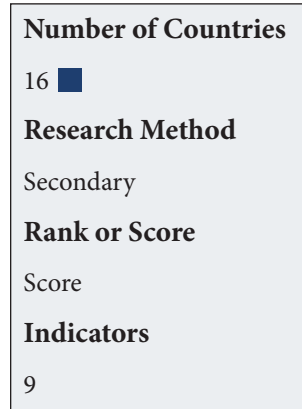 Number of Countries
16
Research Method
Secondary
Rank or Score
Score
Indicators
9